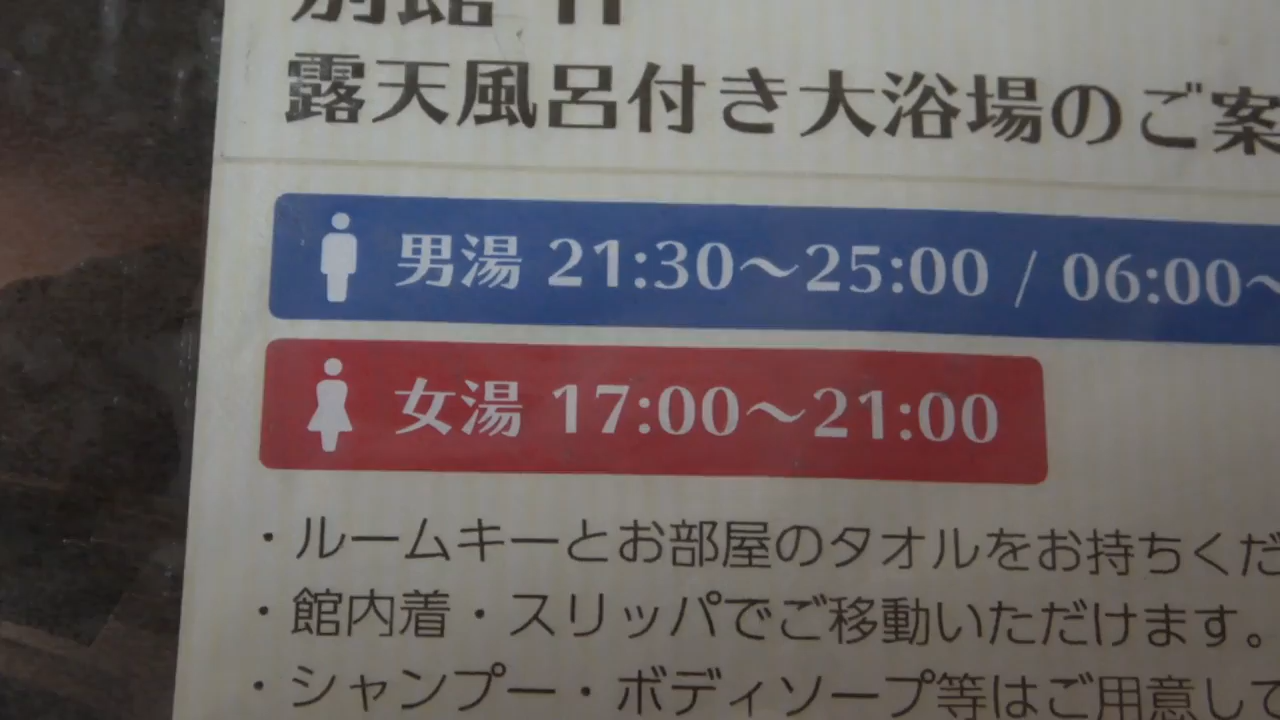 別館
露天風呂付き大浴場のご案
男湯 21:30～25:00 / 06:00～
女湯 17:00～21:00
・ルームキーとお部屋のタオルをお持ちくだ
・館内着・スリッパでご移動いただけます。
・シャンプー・ボディソープ等はご用意して